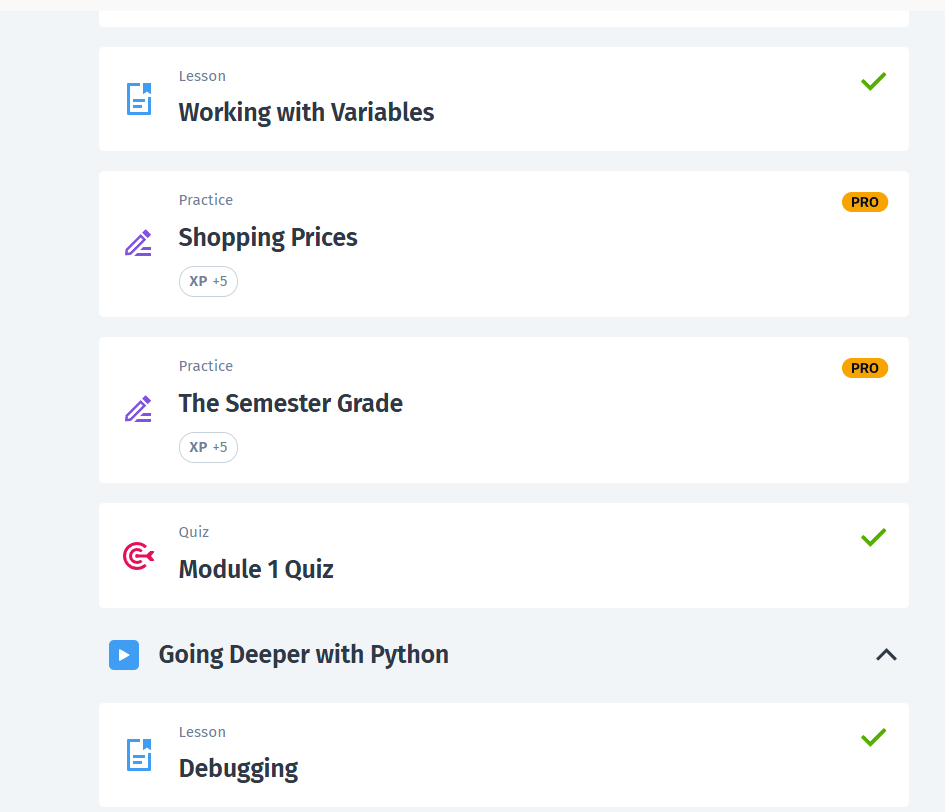 Lesson
Working with Variables
Practice
PRO
Shopping Prices
XP +5
Practice
PRO
The Semester Grade
XP +5
Quiz
Module 1 Quiz
Going Deeper with Python
Lesson
Debugging